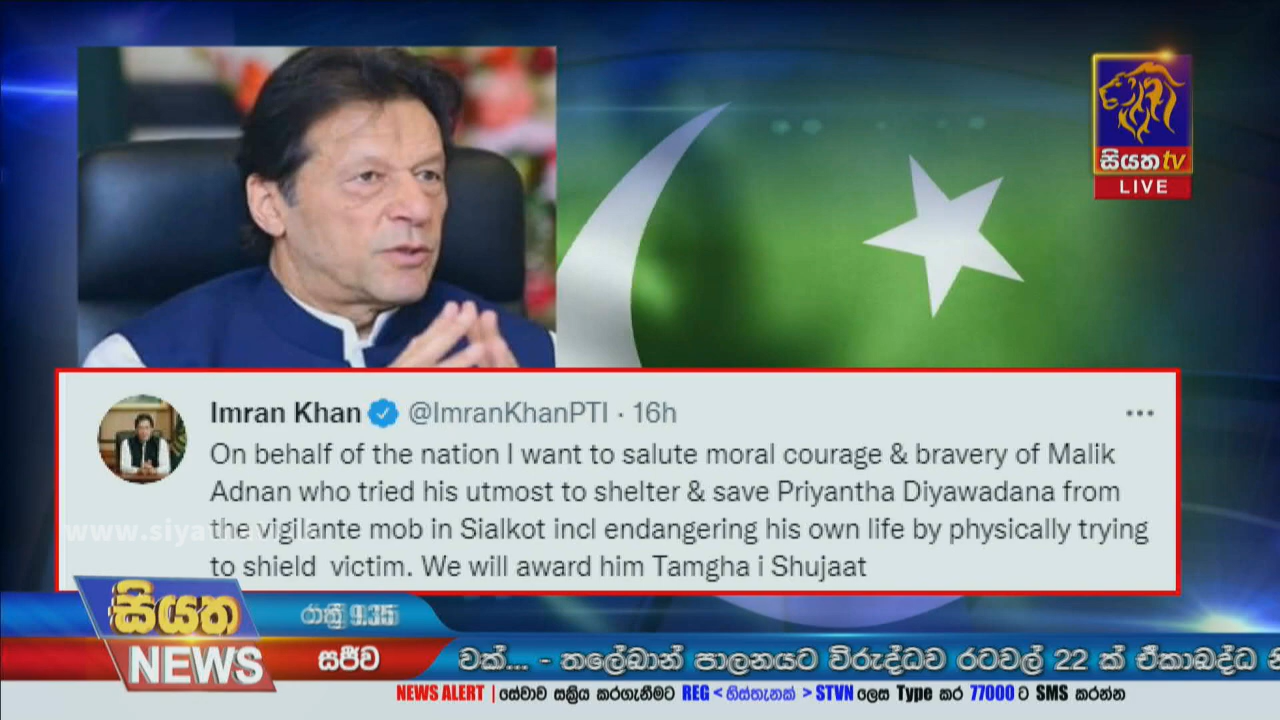 සියත tv
LIVE
Imran Khan @ImranKhanPTI · 16h
On behalf of the nation I want to salute moral courage & bravery of Malik
Adnan who tried his utmost to shelter & save Priyantha Diyawadana from
the vigilante mob in Sialkot incl endangering his own life by physically trying
to shield victim. We will award him Tamgha i Shujaat
සියත
NEWS
රාත්‍රී 9.35
සජීව
වක්... - තලේබාන් පාලනයට විරුද්ධව රටවල් 22 ක් ඒකාබද්ධ
NEWS ALERT | සේවාව සක්‍රිය කරගැනීමට REG < හිස්තැනක් > STVN ලෙස Type කර 77000 ට SMS කරන්න